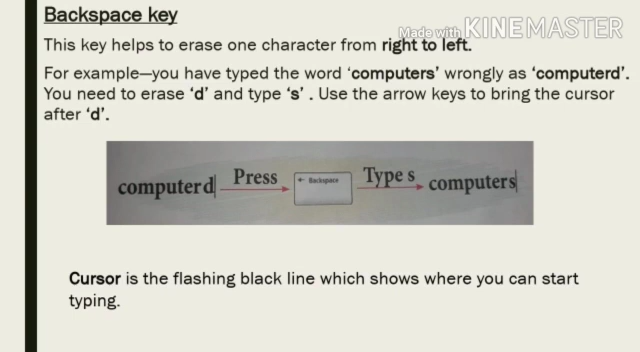 Backspace key
Made with KINEMASTER
This key helps to erase one character from right to left.
For example—you have typed the word ‘computers’ wrongly as ‘computerd’.
You need to erase ‘d’ and type ‘s’ . Use the arrow keys to bring the cursor
after ‘d’.
computerd| Press ← Backspace Type s computers|
Cursor is the flashing black line which shows where you can start
typing.